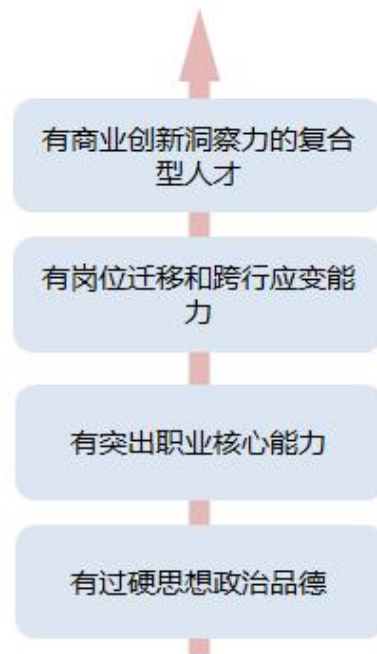 有商业创新洞察力的复合
型人才
有岗位迁移和跨行应变能
力
有突出职业核心能力
有过硬思想政治品德